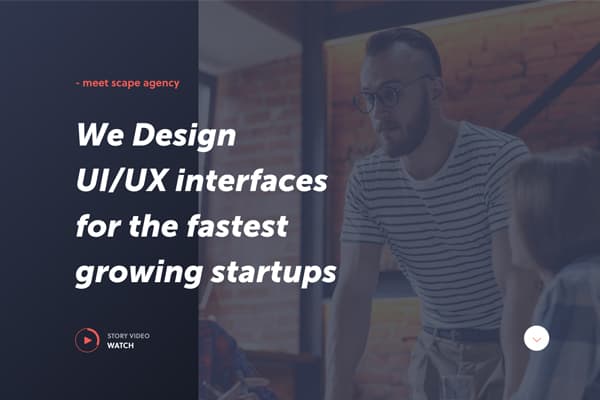 - meet scape agency
We Design
UI/UX interfaces
for the fastest
growing startups
STORY VIDEO
WATCH